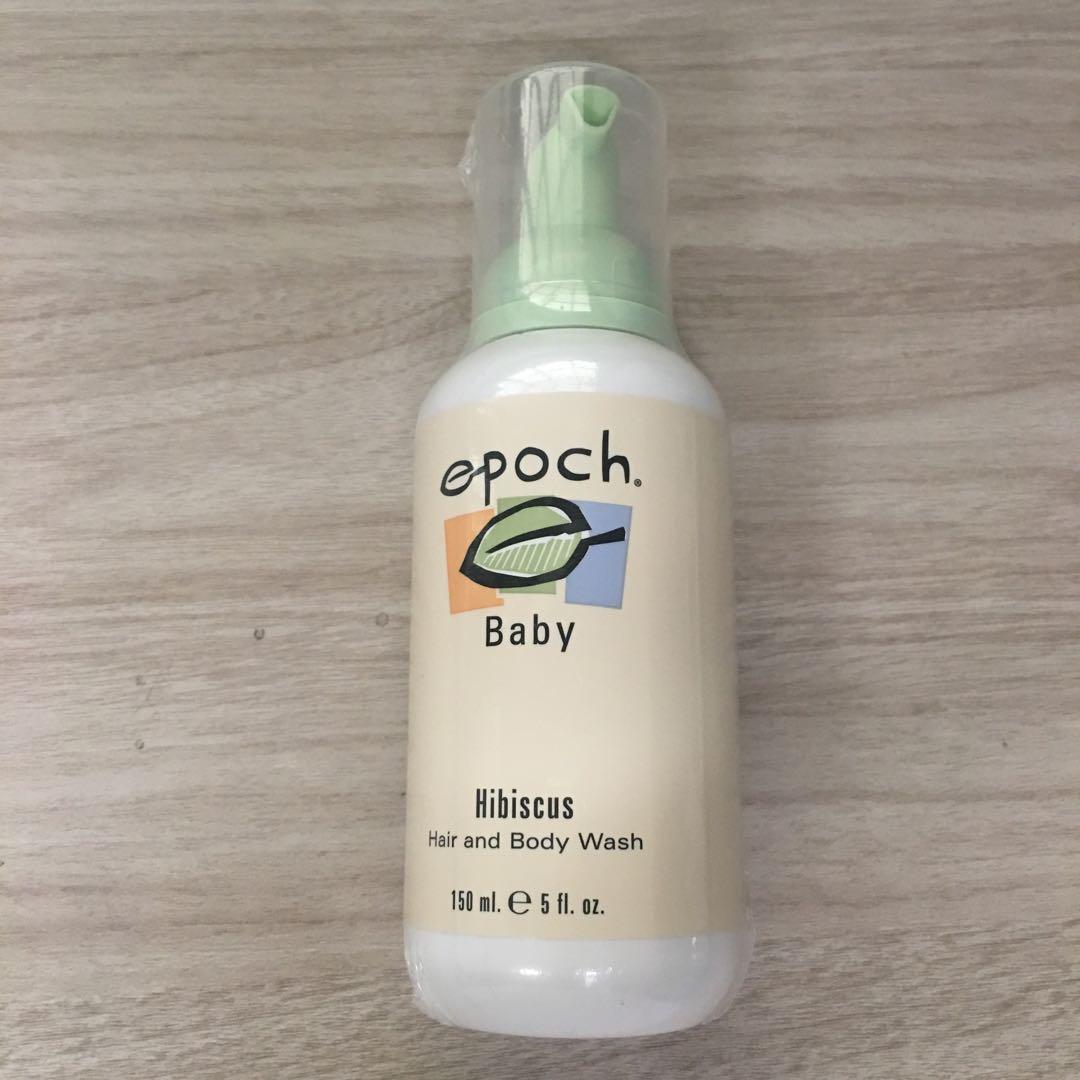 epoch®
Baby
Hibiscus
Hair and Body Wash
150 ml. ℮ 5 fl. oz.